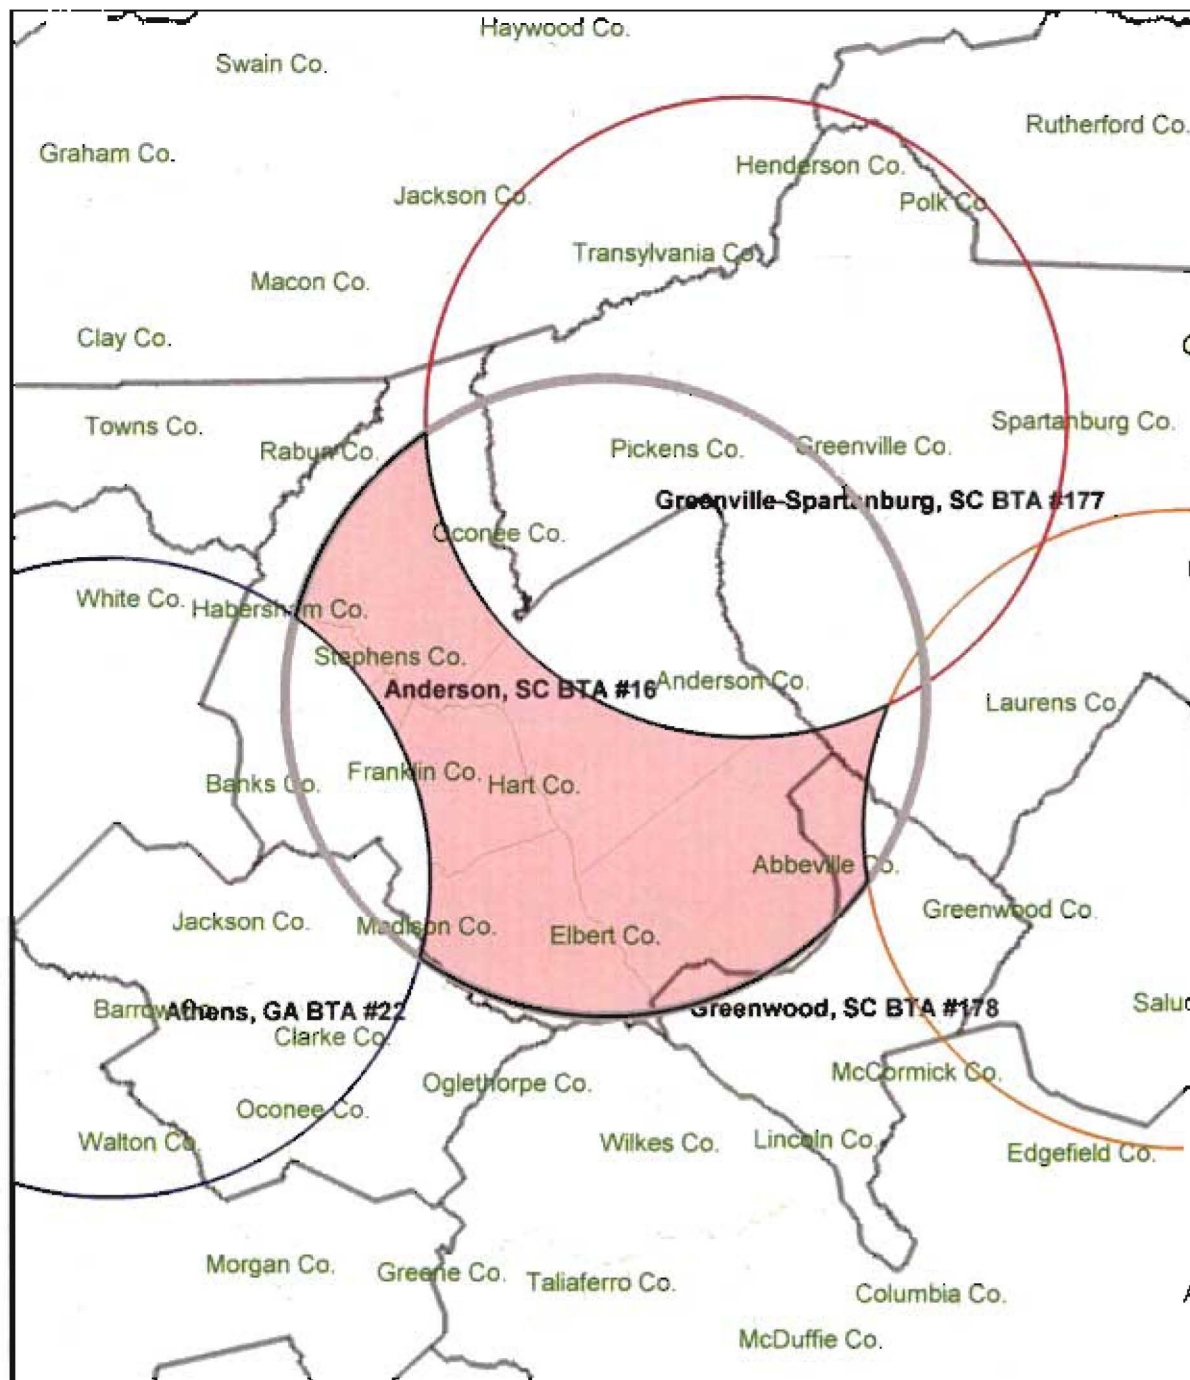 Haywood Co.
Swain Co.
Rutherford Co.
Graham Co.
Henderson Co.
Jackson Co.
Polk Co
Transylvania Co.
Macon Co.
Clay Co.
Towns Co.
Rabun Co.
Pickens Co.
Greenville Co.
Spartanburg Co.
Greenville-Spartanburg, SC BTA #177
Oconee Co.
White Co.
Habersham Co.
Stephens Co.
Anderson, SC BTA #16
Anderson Co.
Laurens Co.
Banks Co.
Franklin Co.
Hart Co.
Abbeville Co.
Greenwood Co.
Jackson Co.
Madison Co.
Elbert Co.
Athens, GA BTA #22
Greenwood, SC BTA #178
Clarke Co.
McCormick Co.
Oglethorpe Co.
Oconee Co.
Walton Co.
Wilkes Co.
Lincoln Co.
Edgefield Co.
Morgan Co.
Greene Co.
Taliaferro Co.
Columbia Co.
McDuffie Co.